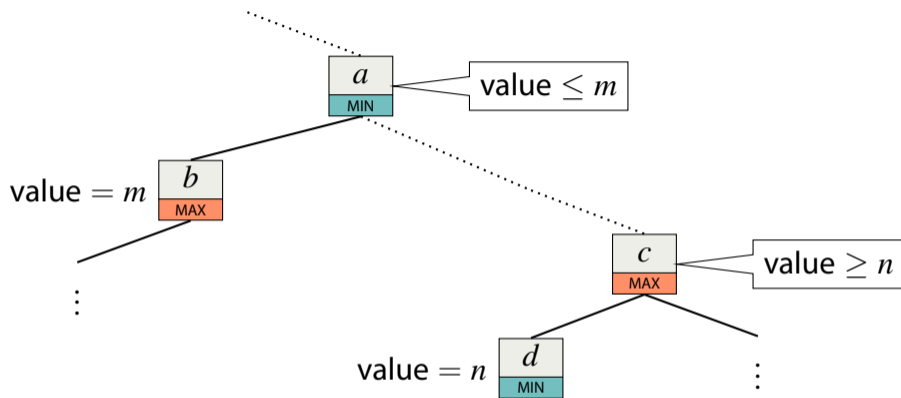 a
MIN
value ≤ m
value = m
b
MAX
c
MAX
value ≥ n
value = n
d
MIN